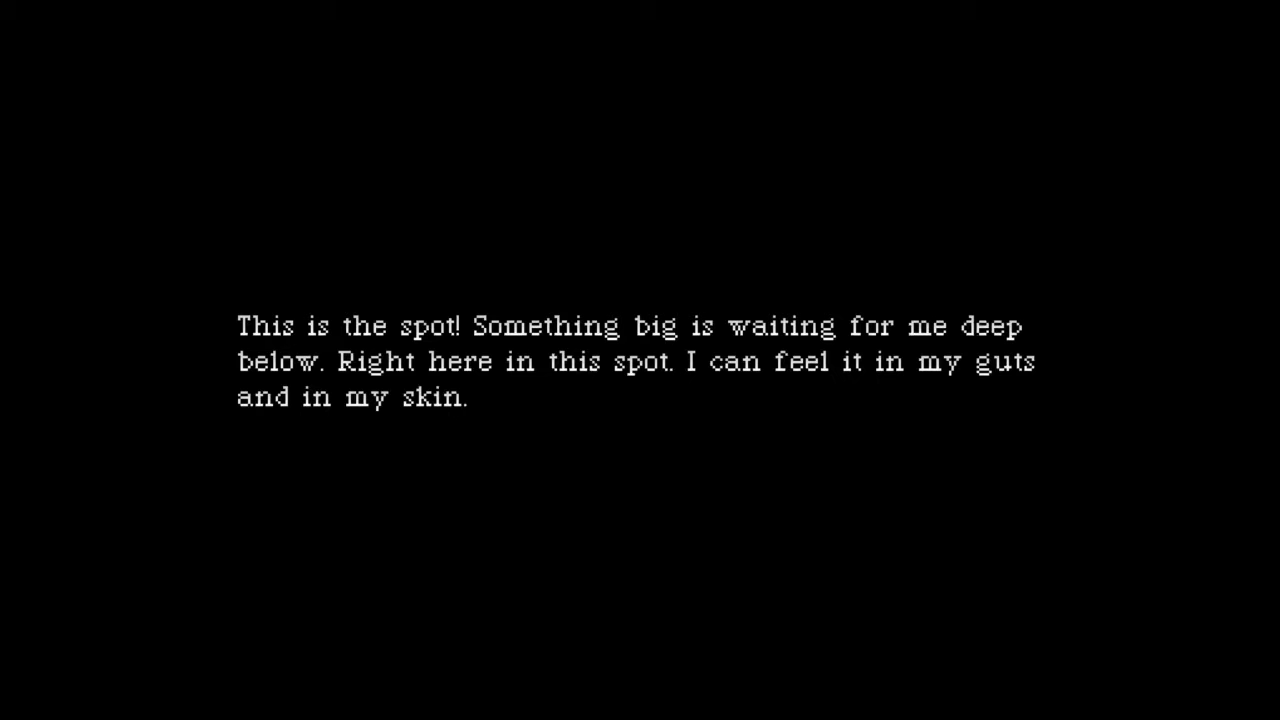 This is the spot! Something big is waiting for me deep
below. Right here in this spot. I can feel it in my guts
and in my skin.